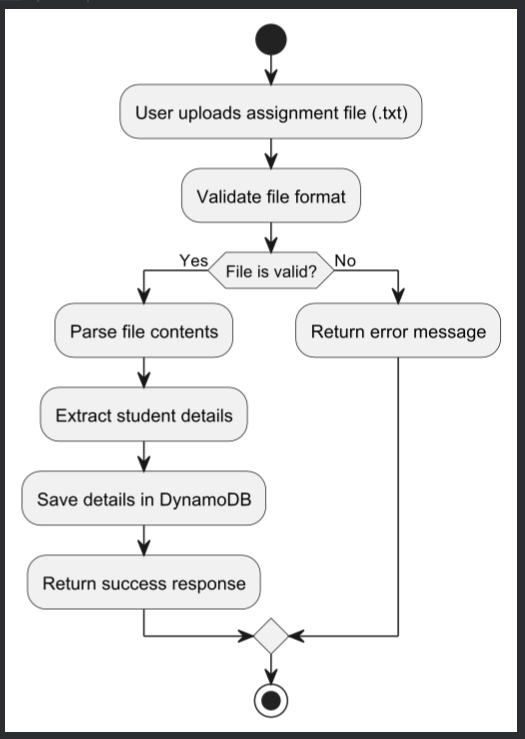 User uploads assignment file (.txt)
Validate file format
Yes
File is valid?
No
Parse file contents
Return error message
Extract student details
Save details in DynamoDB
Return success response